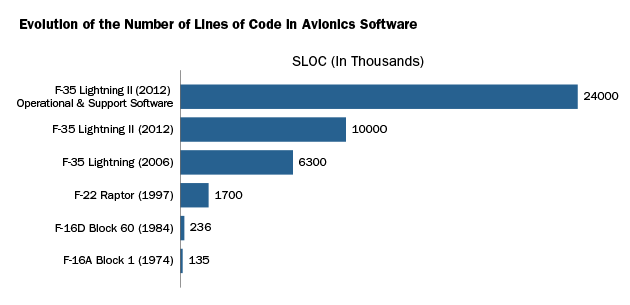 Evolution of the Number of Lines of Code in Avionics Software
SLOC (In Thousands)
F-35 Lightning II (2012)
Operational & Support Software
24000
F-35 Lightning II (2012)
10000
F-35 Lightning (2006)
6300
F-22 Raptor (1997)
1700
F-16D Block 60 (1984)
236
F-16A Block 1 (1974)
135